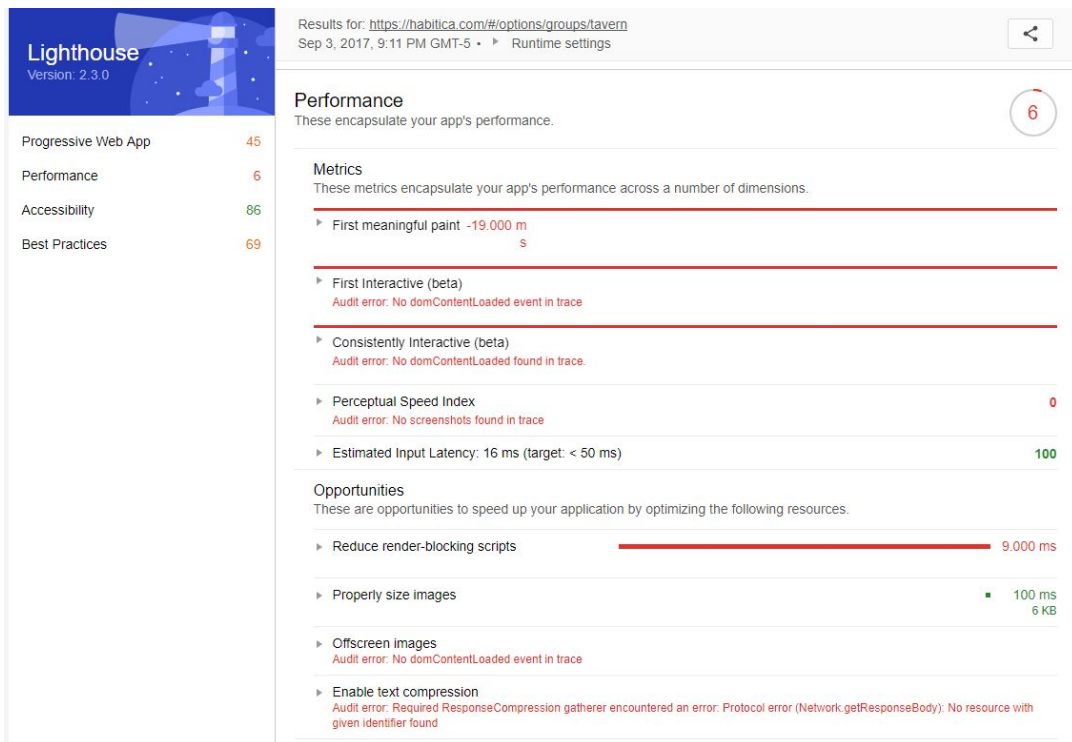 Lighthouse
Version: 2.3.0
Progressive Web App 45
Performance 6
Accessibility 86
Best Practices 69
Results for: https://habitica.com/#/options/groups/tavern
Sep 3, 2017, 9:11 PM GMT-5 • Runtime settings
Performance
These encapsulate your app's performance.
6
Metrics
These metrics encapsulate your app's performance across a number of dimensions.
First meaningful paint -19.000 m
s
First Interactive (beta)
Audit error: No domContentLoaded event in trace
Consistently Interactive (beta)
Audit error: No domContentLoaded found in trace.
Perceptual Speed Index 0
Audit error: No screenshots found in trace
Estimated Input Latency: 16 ms (target: < 50 ms) 100
Opportunities
These are opportunities to speed up your application by optimizing the following resources.
Reduce render-blocking scripts 9.000 ms
Properly size images 100 ms
6 KB
Offscreen images
Audit error: No domContentLoaded event in trace
Enable text compression
Audit error: Required ResponseCompression gatherer encountered an error: Protocol error (Network.getResponseBody): No resource with
given identifier found